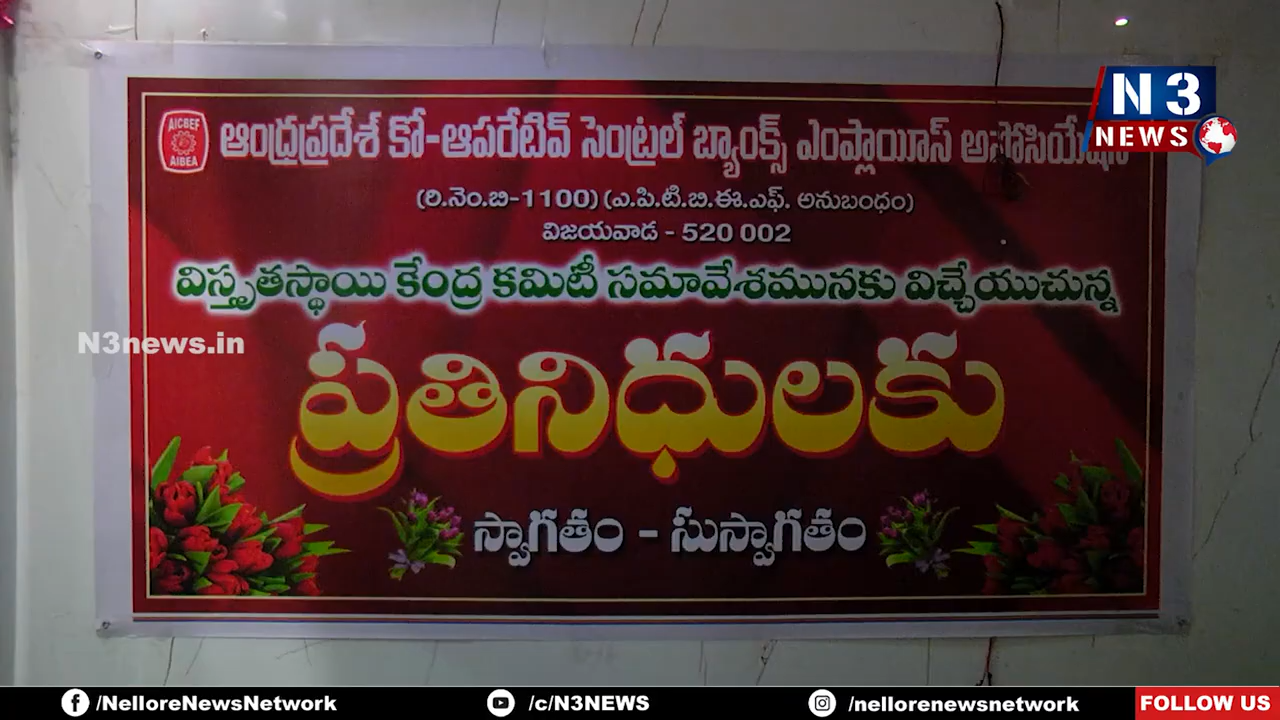 N3
NEWS
AICBEF
AIBEA
ఆంధ్రప్రదేశ్ కో-ఆపరేటివ్ సెంట్రల్ బ్యాంక్స్ ఎంప్లాయీస్ అసోసియేషన్
(రి.నెం.బి-1100) (ఎ.పి.టి.బి.ఈ.ఎఫ్. అనుబంధం)
విజయవాడ - 520 002
విస్తృతస్థాయి కేంద్ర కమిటీ సమావేశమునకు విచ్చేయుచున్న
N3news.in
ప్రతినిధులకు
స్వాగతం - సుస్వాగతం
/NelloreNewsNetwork /c/N3NEWS /nellorenewsnetwork FOLLOW US